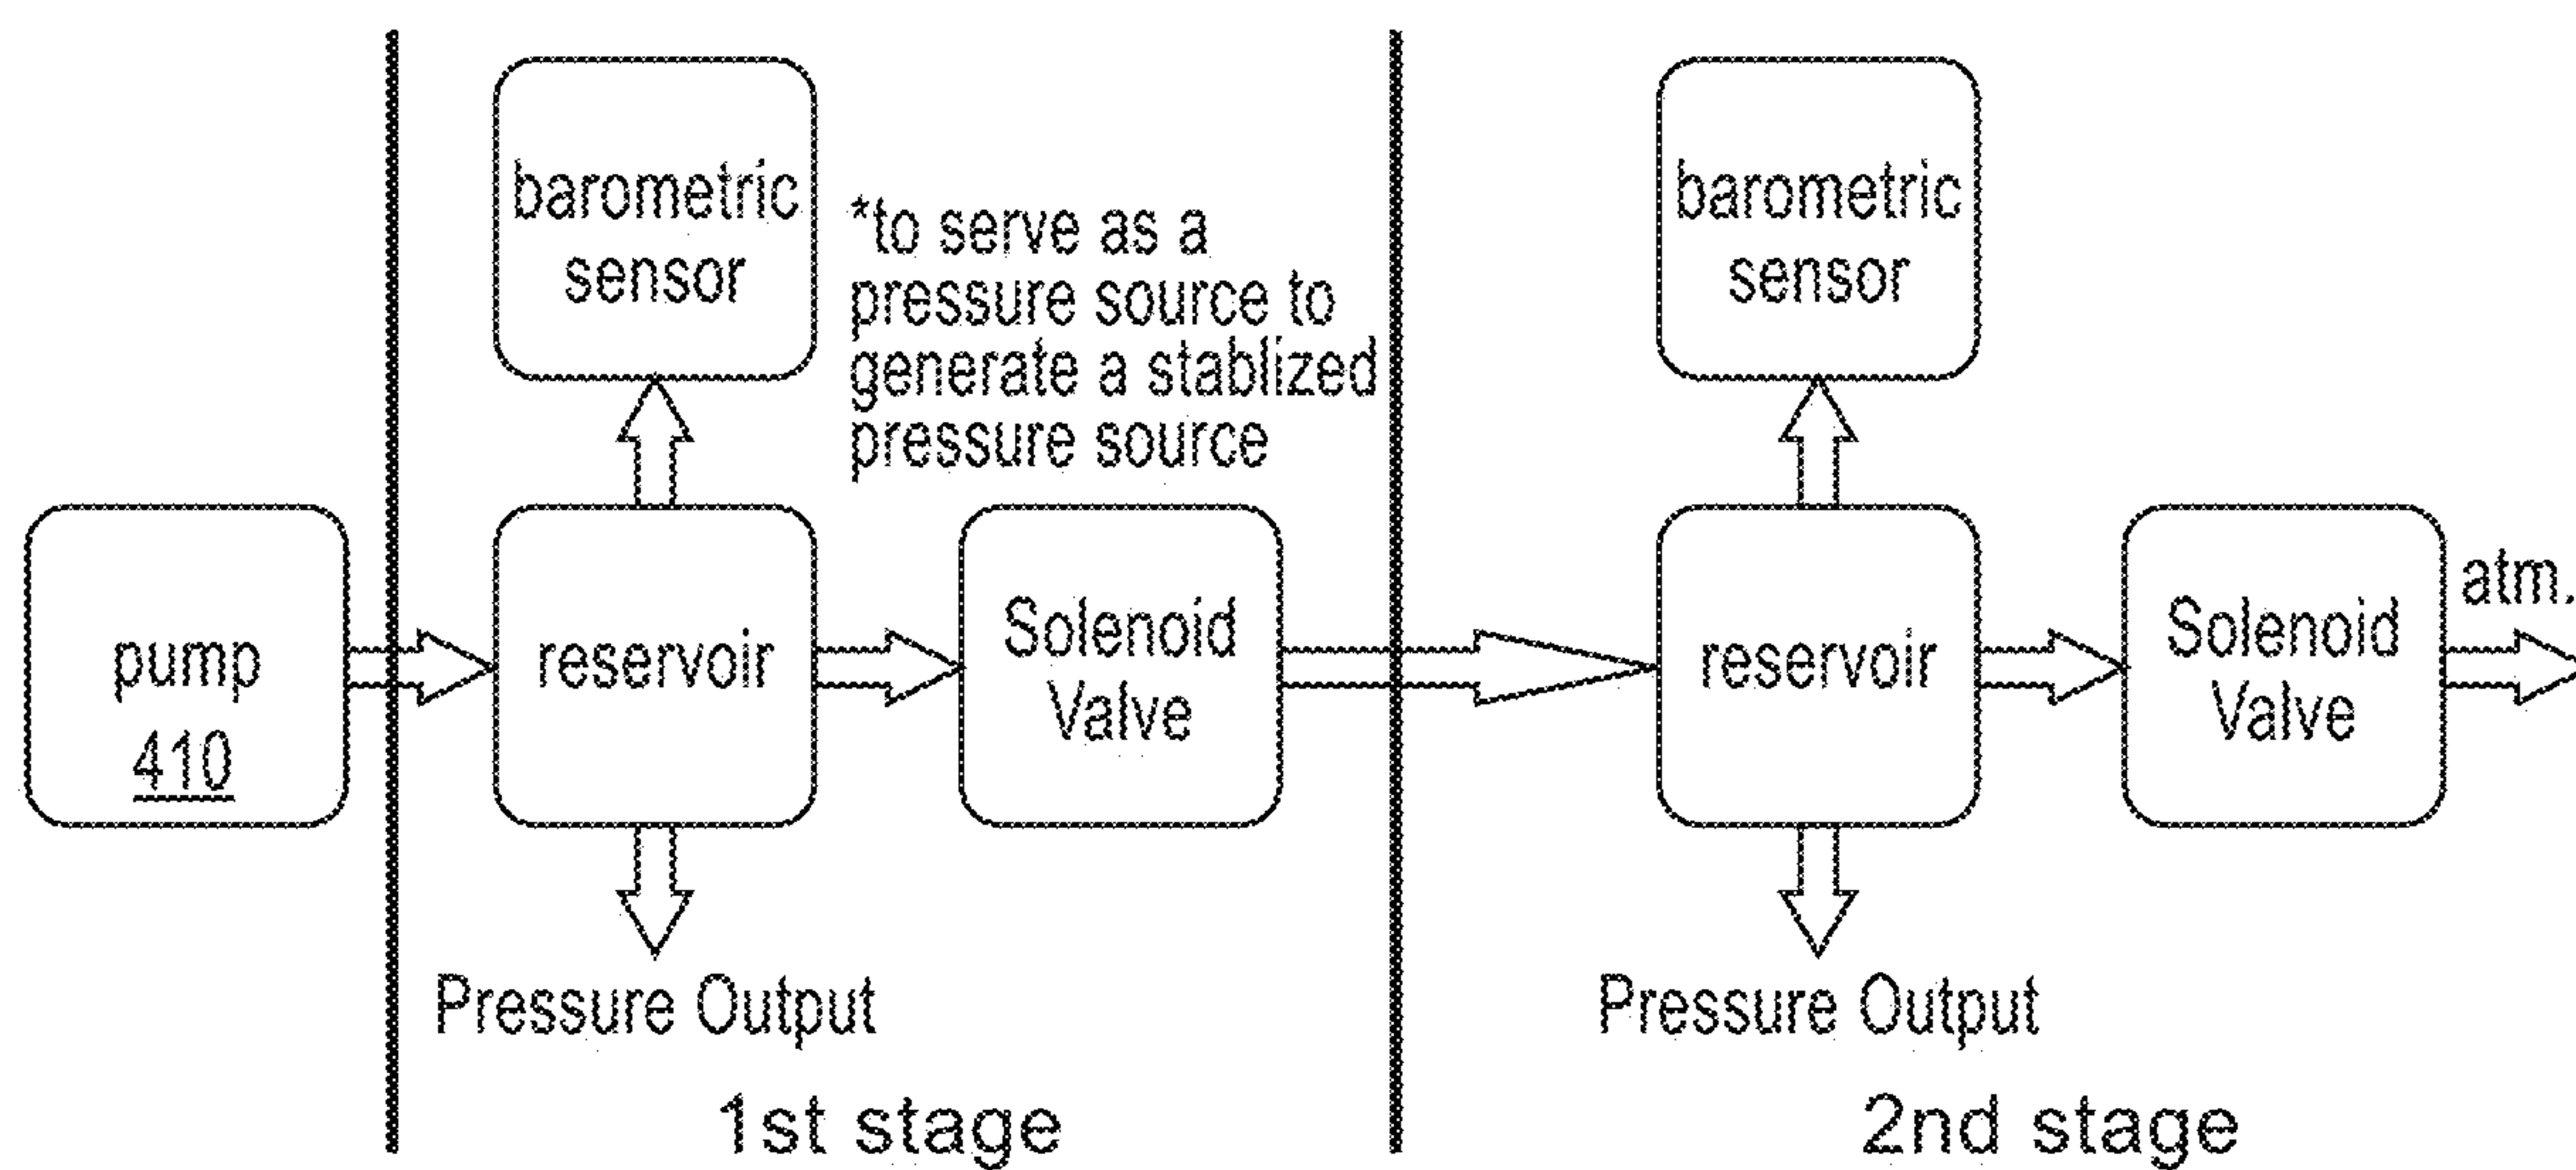 barometric
sensor
*to serve as a
pressure source to
generate a stablized
pressure source
barometric
sensor
pump
410
reservoir
Solenoid
Valve
reservoir
Solenoid
Valve
atm.
Pressure Output
Pressure Output
1st stage
2nd stage